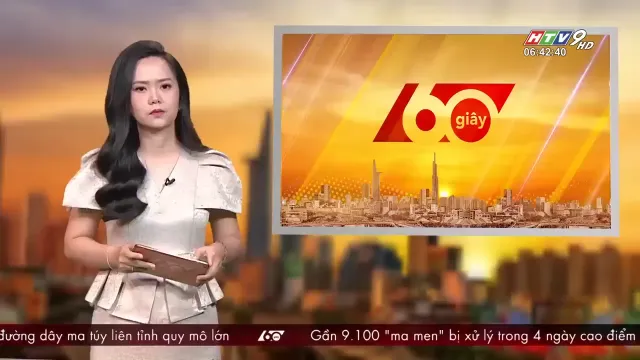 HTV9 HD
06:42:40
60 giây
đường dây ma túy liên tỉnh quy mô lớn
60 giây
Gần 9.100 "ma men" bị xử lý trong 4 ngày cao điểm